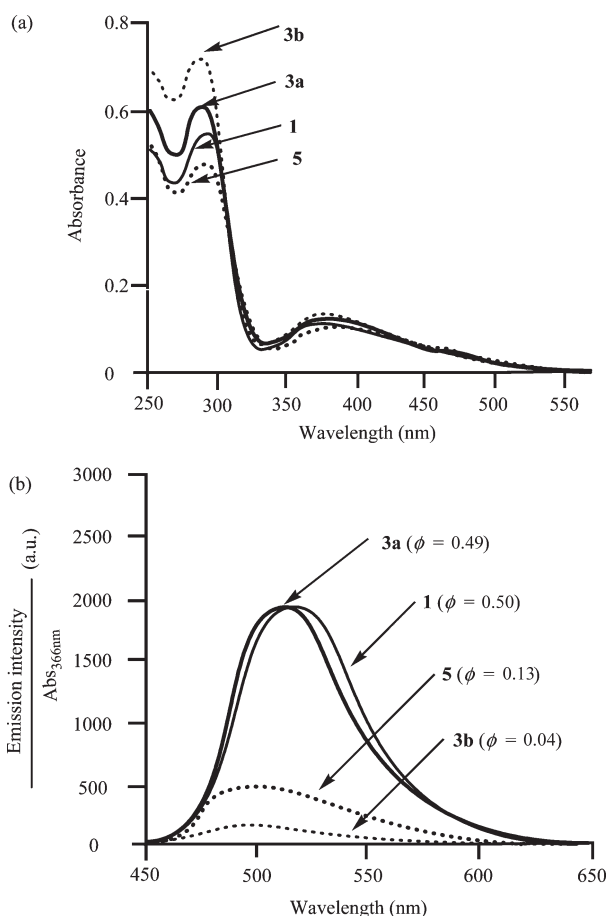 (a)
0.8
0.6
0.4
0.2
0
Absorbance
3b
3a
1
5
250 300 350 400 450 500 550
Wavelength (nm)
(b)
3000
2500
2000
1500
1000
500
0
Emission intensity
Abs366nm
(a.u.)
3a (ϕ = 0.49)
1 (ϕ = 0.50)
5 (ϕ = 0.13)
3b (ϕ = 0.04)
450 500 550 600 650
Wavelength (nm)